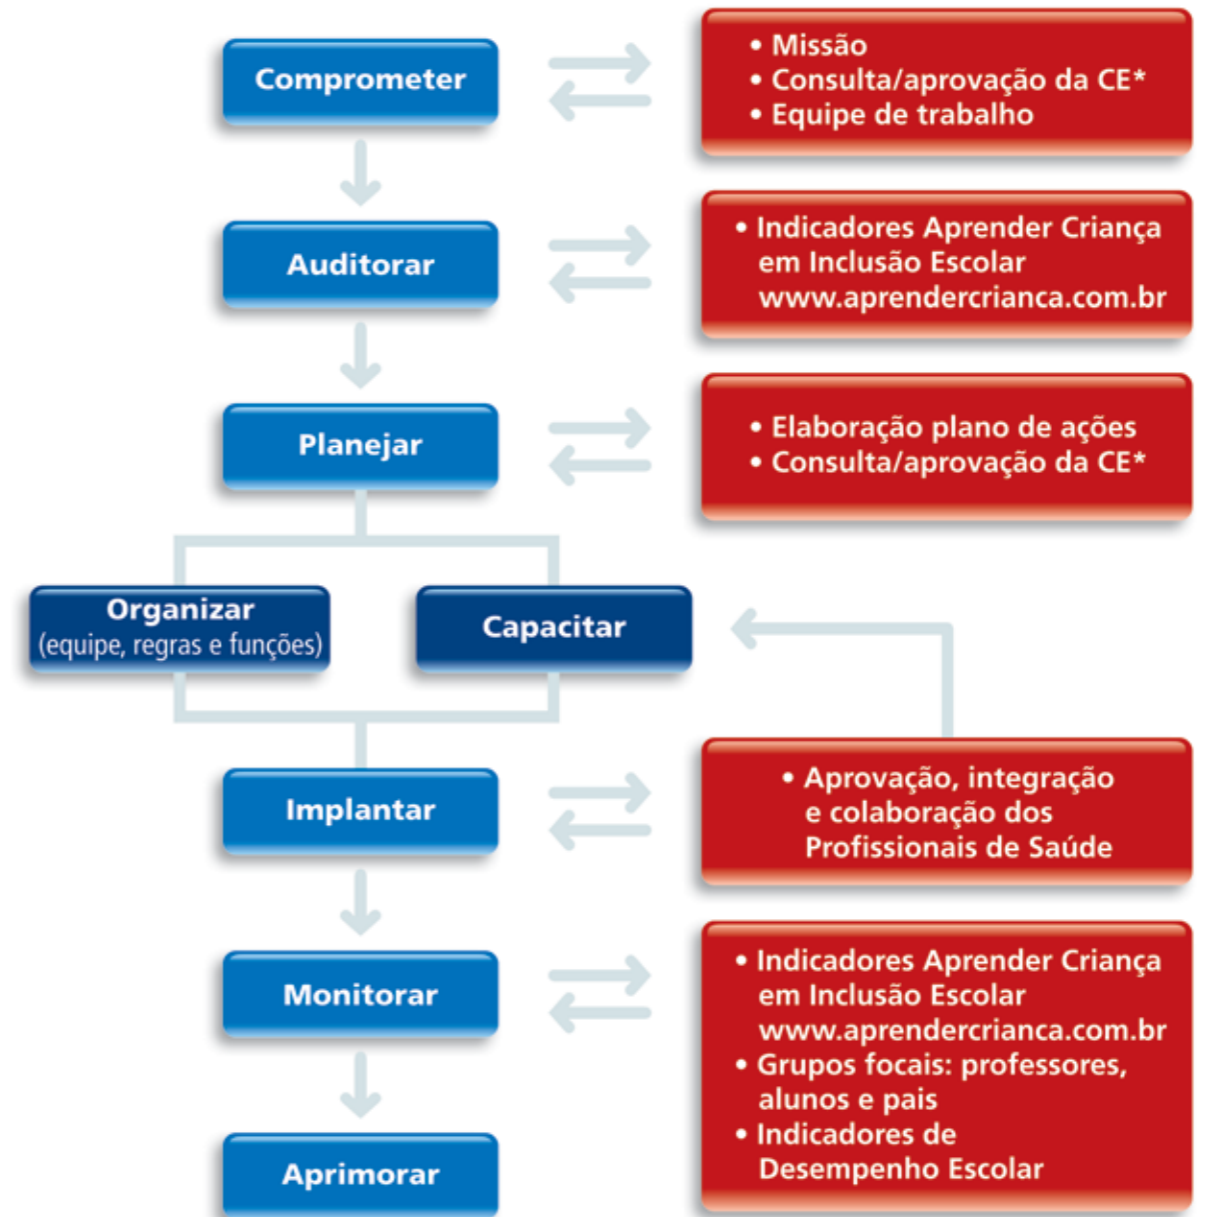 Comprometer
• Missão
• Consulta/aprovação da CE*
• Equipe de trabalho
Auditorar
• Indicadores Aprender Criança
em Inclusão Escolar
www.aprendercrianca.com.br
Planejar
• Elaboração plano de ações
• Consulta/aprovação da CE*
Organizar
(equipe, regras e funções)
Capacitar
Implantar
• Aprovação, integração
e colaboração dos
Profissionais de Saúde
Monitorar
• Indicadores Aprender Criança
em Inclusão Escolar
www.aprendercrianca.com.br
• Grupos focais: professores,
alunos e pais
• Indicadores de
Desempenho Escolar
Aprimorar